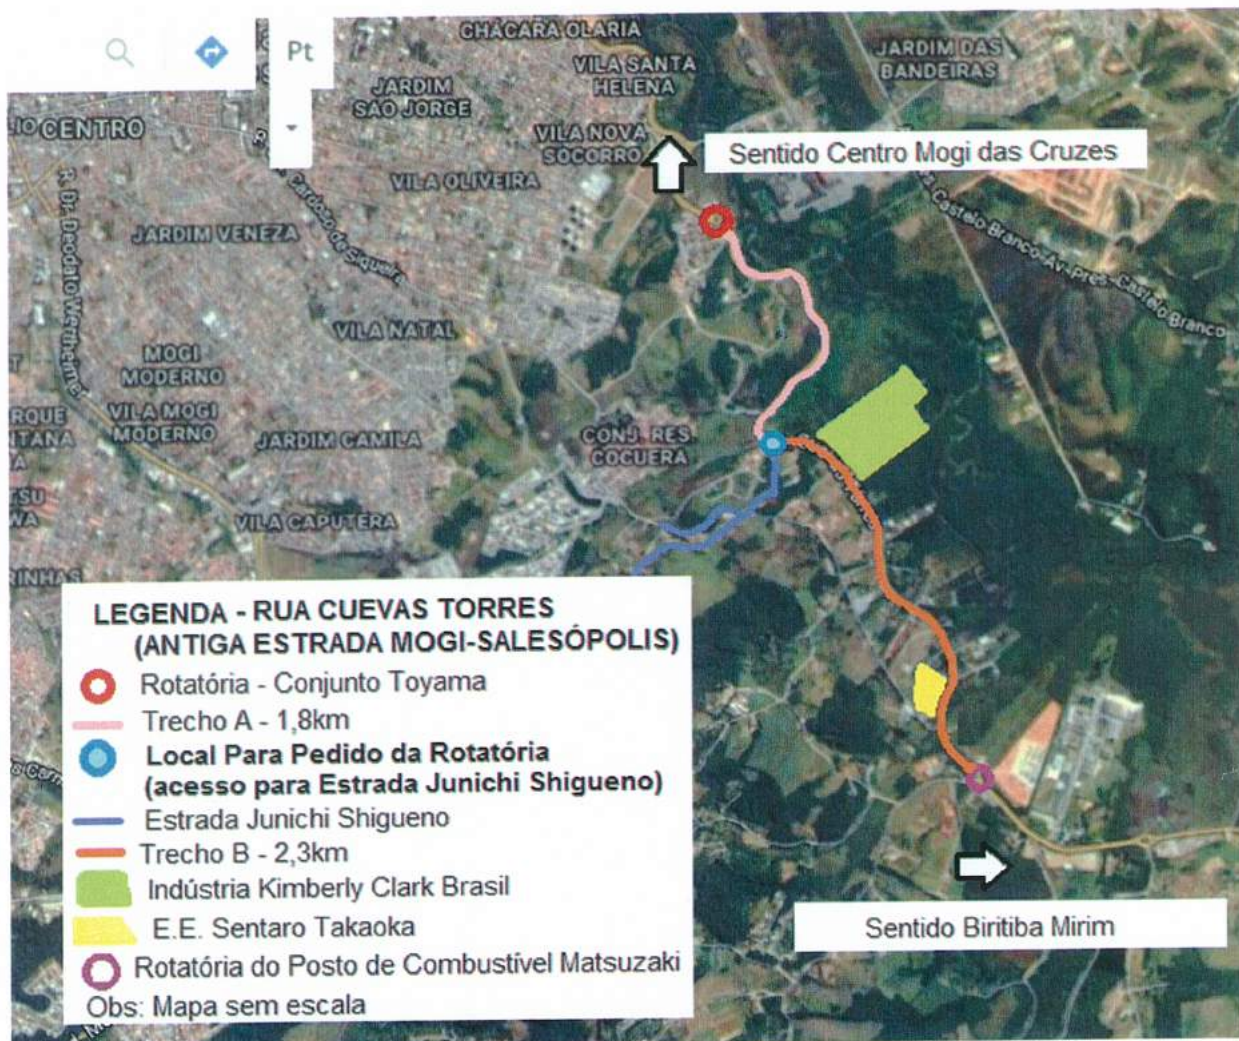 Pt
CHÁCARA OLARIA
VILA SANTA
HELENA
JARDIM DAS
BANDEIRAS
JARDIM
SÃO JORGE
CENTRO
VILA NOVA
SOCORRO
Sentido Centro Mogi das Cruzes
VILA OLIVEIRA
R. Dr. Deodato Wertheimer
Cardoso de Siqueira
JARDIM VENEZA
Castelo Branco-Av. pres. Castelo Branco
VILA NATAL
MOGI
MODERNO
VILA MOGI
MODERNO
JARDIM CAMILA
CONJ. RES.
COCUERA
VILA CAPUTERA
LEGENDA - RUA CUEVAS TORRES
(ANTIGA ESTRADA MOGI-SALESÓPOLIS)
Rotatória - Conjunto Toyama
Trecho A - 1,8km
Local Para Pedido da Rotatória
(acesso para Estrada Junichi Shigueno)
Estrada Junichi Shigueno
Trecho B - 2,3km
Indústria Kimberly Clark Brasil
E.E. Sentaro Takaoka
Rotatória do Posto de Combustível Matsuzaki
Obs: Mapa sem escala
Sentido Biritiba Mirim